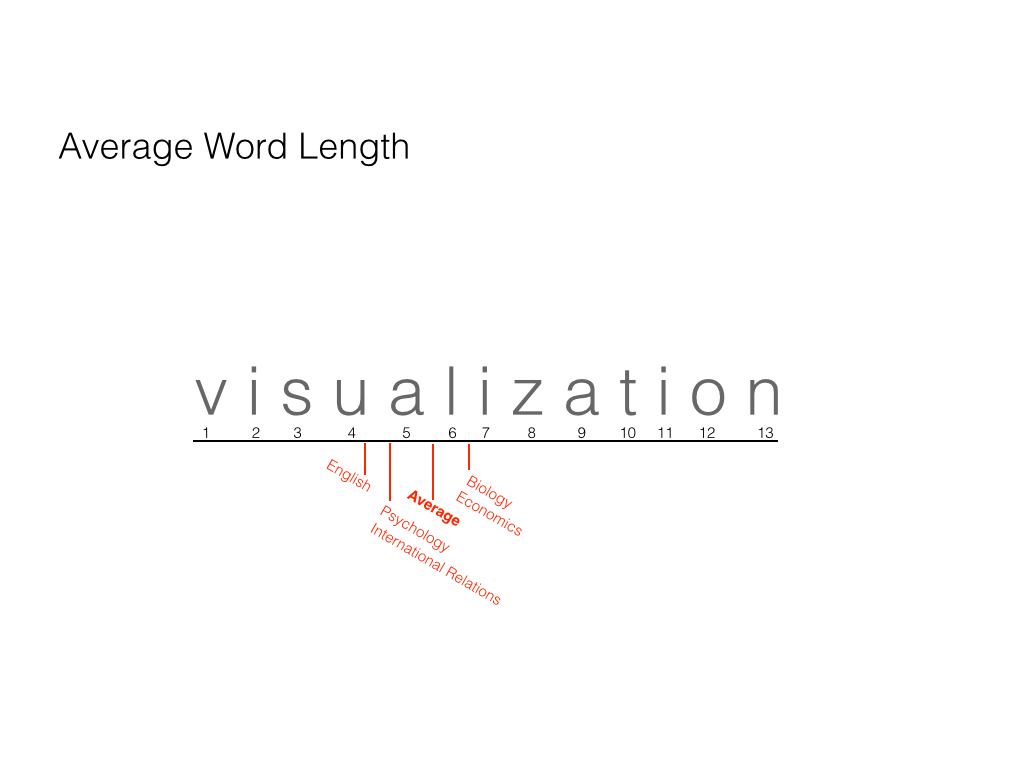 Average Word Length
visualization
1 2 3 4 5 6 7 8 9 10 11 12 13
English
Psychology
International Relations
Average
Biology
Economics